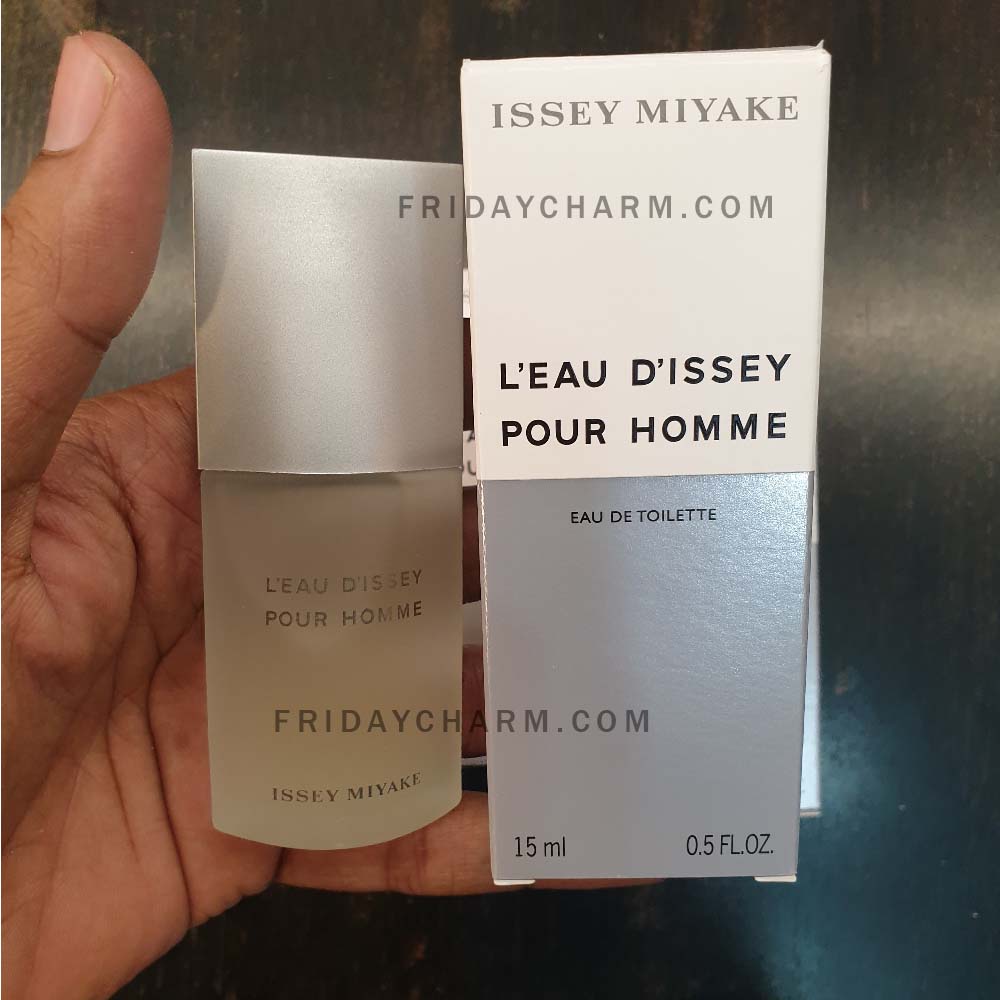 ISSEY MIYAKE
FRIDAYCHARM.COM
L'EAU D'ISSEY
POUR HOMME
EAU DE TOILETTE
L'EAU D'ISSEY
POUR HOMME
FRIDAYCHARM.COM
ISSEY MIYAKE
15 ml 0.5 FL.OZ.